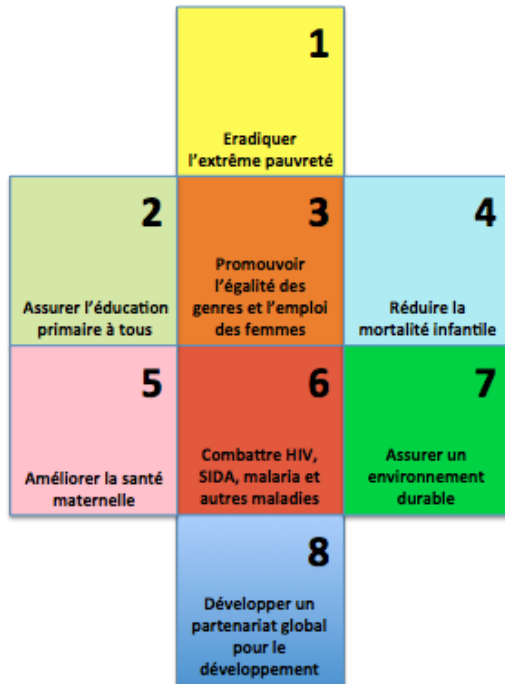 1
Eradiquer
l'extrême pauvreté
2
Assurer l'éducation
primaire à tous
3
Promouvoir
l'égalité des
genres et l'emploi
des femmes
4
Réduire la
mortalité infantile
5
Améliorer la santé
maternelle
6
Combattre HIV,
SIDA, malaria et
autres maladies
7
Assurer un
environnement
durable
8
Développer un
partenariat global
pour le
développement